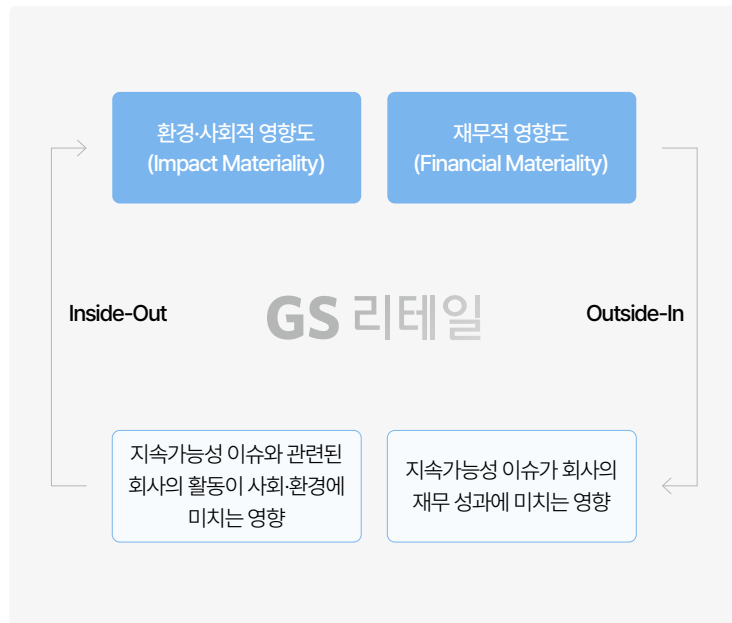 환경·사회적 영향도
(Impact Materiality)
재무적 영향도
(Financial Materiality)
Inside-Out
GS 리테일
Outside-In
지속가능성 이슈와 관련된
회사의 활동이 사회·환경에
미치는 영향
지속가능성 이슈가 회사의
재무 성과에 미치는 영향